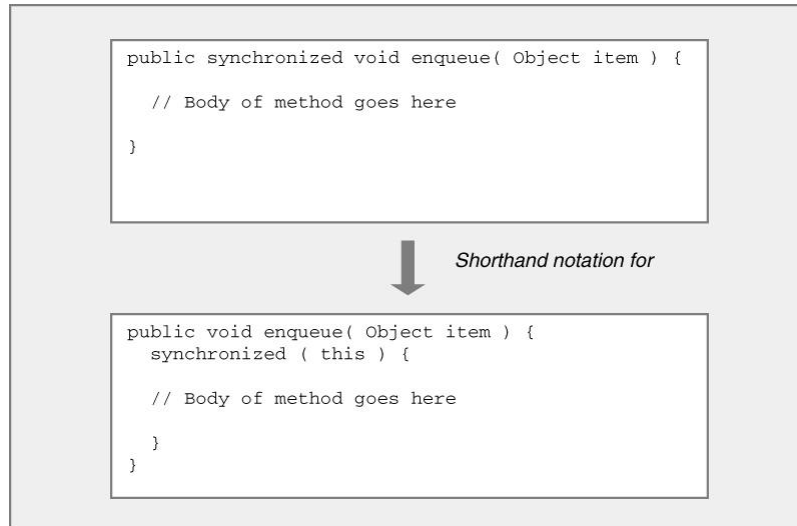 public synchronized void enqueue( Object item ) {
// Body of method goes here
}
Shorthand notation for
public void enqueue( Object item ) {
synchronized ( this ) {
// Body of method goes here
}
}